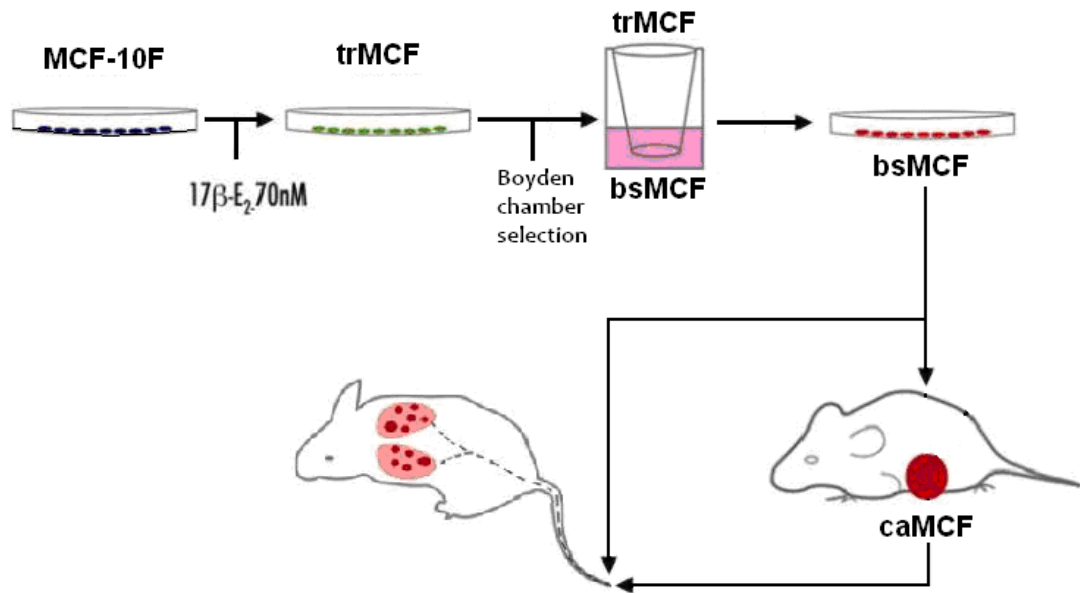 MCF-10F
trMCF
trMCF
17β-E₂-70nM
Boyden
chamber
selection
bsMCF
bsMCF
caMCF